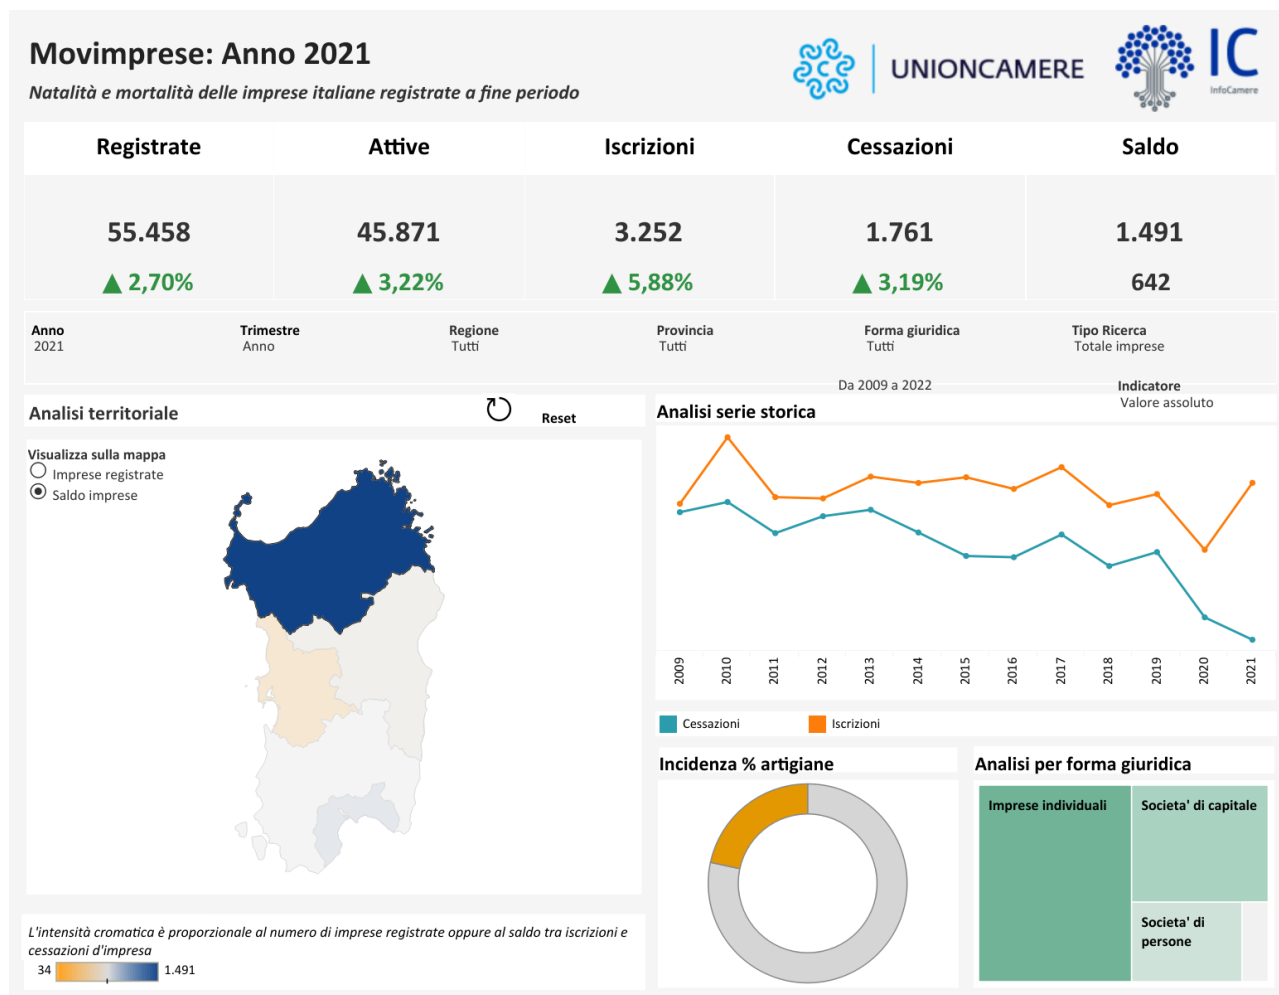 Movimprese: Anno 2021
Natalità e mortalità delle imprese italiane registrate a fine periodo
UNIONCAMERE
IC
InfoCamere
Registrate Attive Iscrizioni Cessazioni Saldo
55.458 45.871 3.252 1.761 1.491
▲ 2,70% ▲ 3,22% ▲ 5,88% ▲ 3,19% 642
Anno Trimestre Regione Provincia Forma giuridica Tipo Ricerca
2021 Anno Tutti Tutti Tutti Totale imprese
Da 2009 a 2022 Indicatore
Valore assoluto
Analisi territoriale Reset
Visualizza sulla mappa
Imprese registrate
Saldo imprese
L'intensità cromatica è proporzionale al numero di imprese registrate oppure al saldo tra iscrizioni e
cessazioni d'impresa
34 1.491
Analisi serie storica
2009 2010 2011 2012 2013 2014 2015 2016 2017 2018 2019 2020 2021
Cessazioni Iscrizioni
Incidenza % artigiane
Analisi per forma giuridica
Imprese individuali
Societa' di capitale
Societa' di
persone